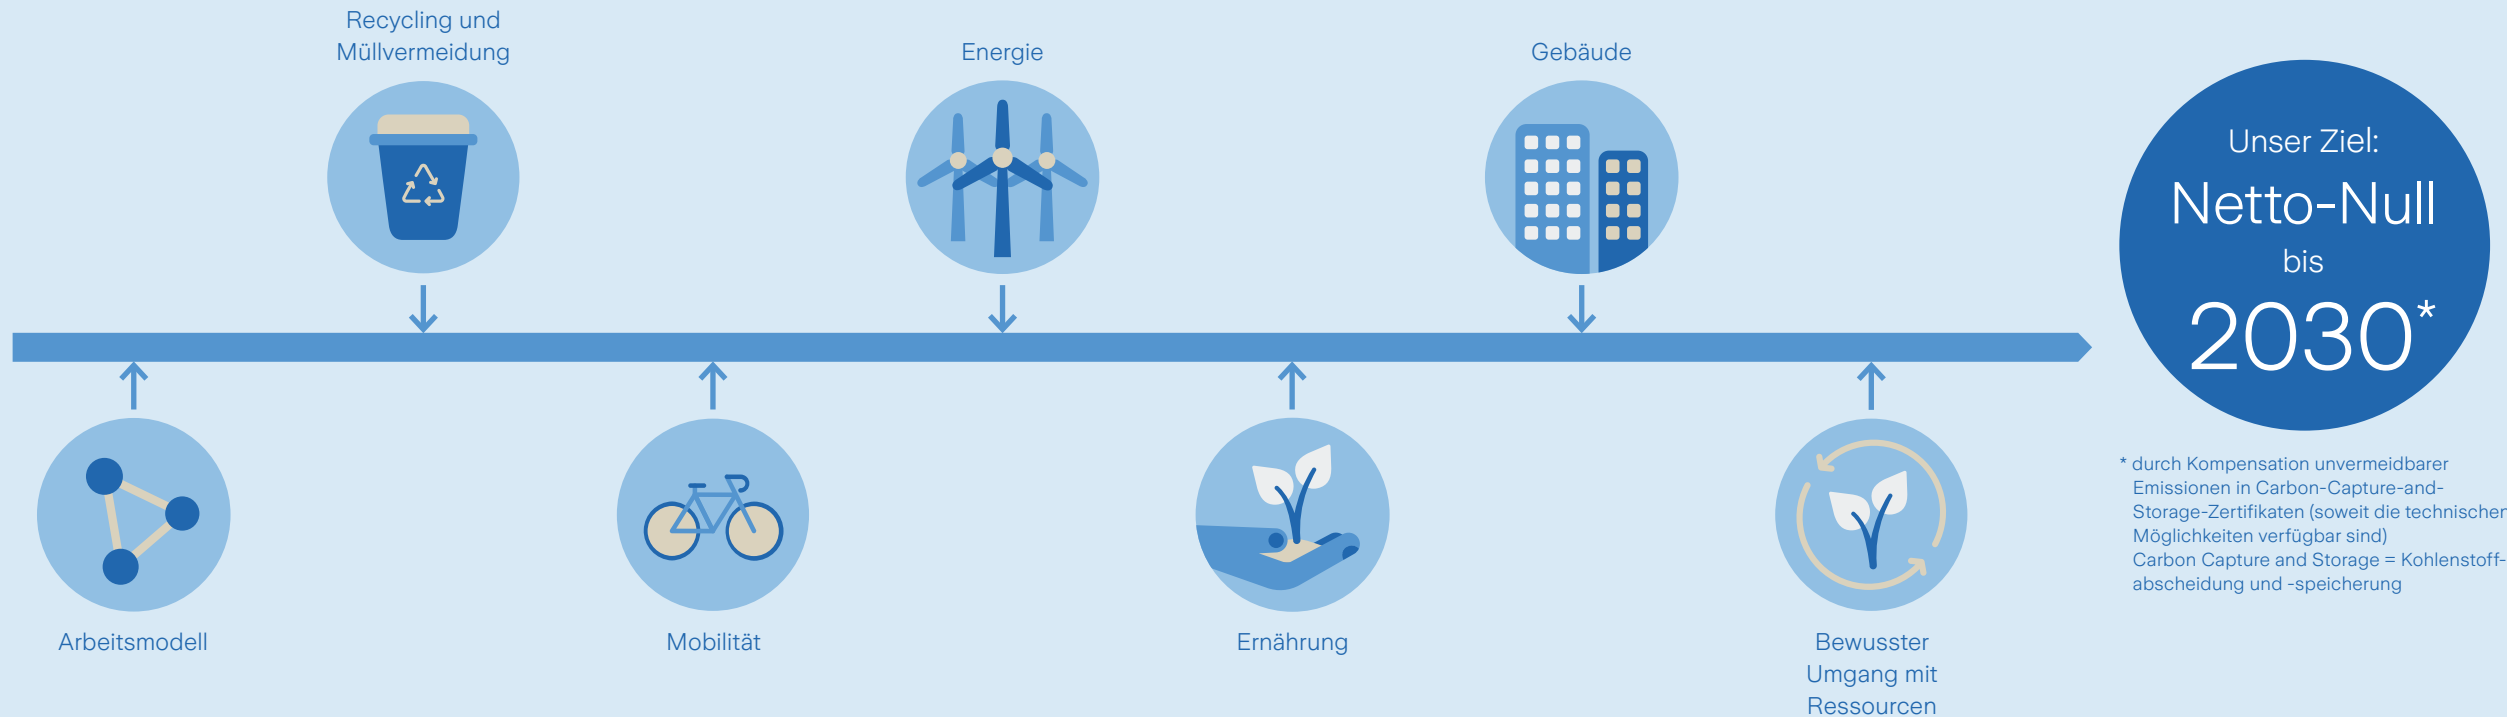 Recycling und
Müllvermeidung
Energie
Gebäude
Unser Ziel:
Netto-Null
bis
2030*
* durch Kompensation unvermeidbarer
Emissionen in Carbon-Capture-and-
Storage-Zertifikaten (soweit die technischen
Möglichkeiten verfügbar sind)
Carbon Capture and Storage = Kohlenstoff-
abscheidung und -speicherung
Arbeitsmodell
Mobilität
Ernährung
Bewusster
Umgang mit
Ressourcen